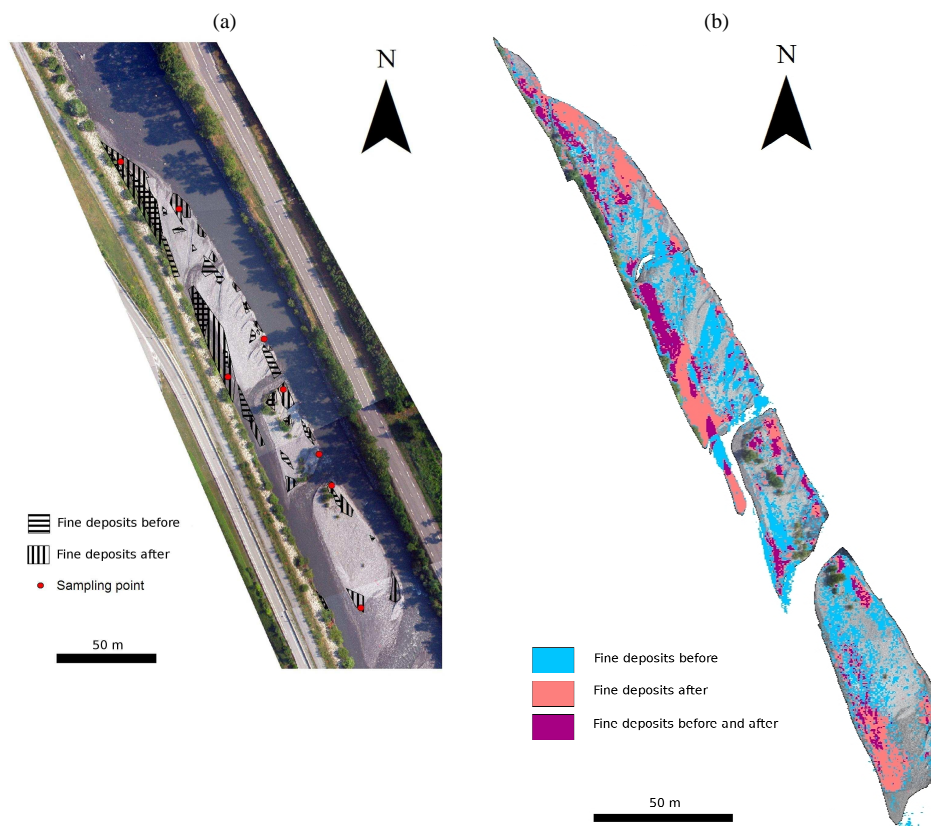 (a)
N
Fine deposits before
Fine deposits after
Sampling point
50 m
(b)
N
Fine deposits before
Fine deposits after
Fine deposits before and after
50 m